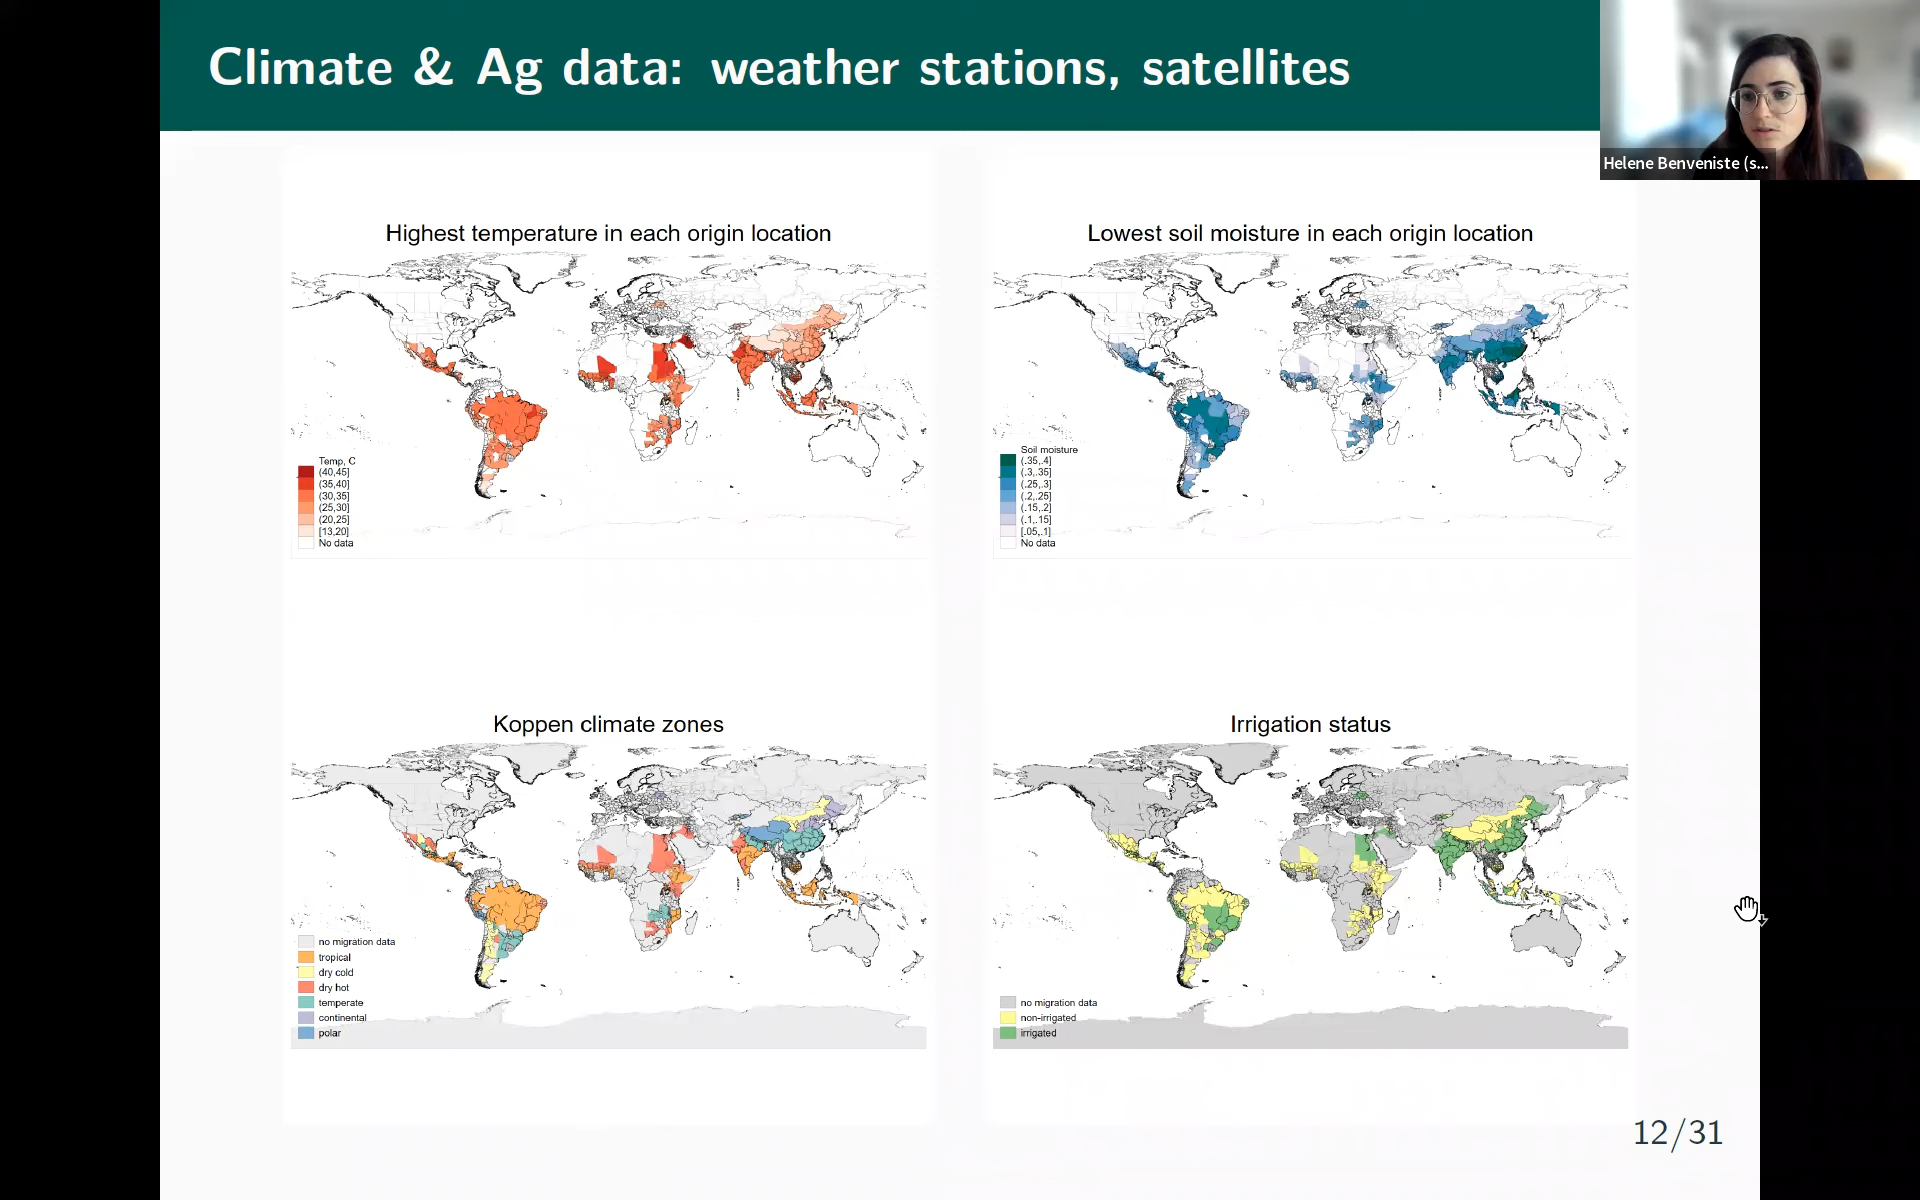 Climate & Ag data: weather stations, satellites
Helene Benveniste (s...
Highest temperature in each origin location
Temp, C
(40,45]
(35,40]
(30,35]
(25,30]
(20,25]
[13,20]
No data
Lowest soil moisture in each origin location
Soil moisture
(.35,.4]
(.3,.35]
(.25,.3]
(.2,.25]
(.15,.2]
(.1,.15]
[.05,.1]
No data
Koppen climate zones
no migration data
tropical
dry cold
dry hot
temperate
continental
polar
Irrigation status
no migration data
non-irrigated
irrigated
12/31